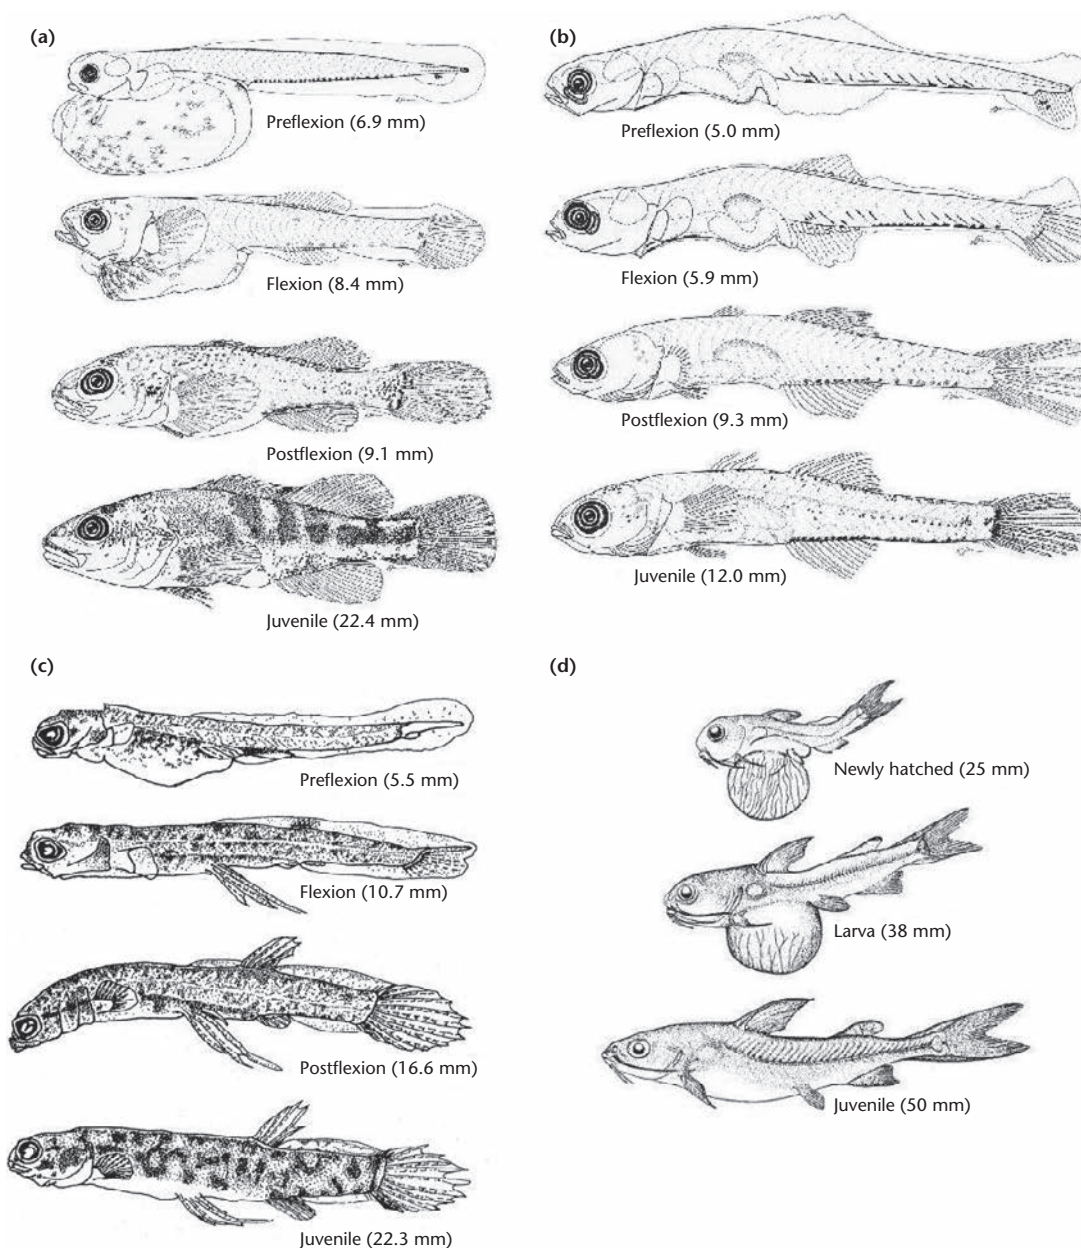 (a)
Preflexion (6.9 mm)
Flexion (8.4 mm)
Postflexion (9.1 mm)
Juvenile (22.4 mm)
(b)
Preflexion (5.0 mm)
Flexion (5.9 mm)
Postflexion (9.3 mm)
Juvenile (12.0 mm)
(c)
Preflexion (5.5 mm)
Flexion (10.7 mm)
Postflexion (16.6 mm)
Juvenile (22.3 mm)
(d)
Newly hatched (25 mm)
Larva (38 mm)
Juvenile (50 mm)